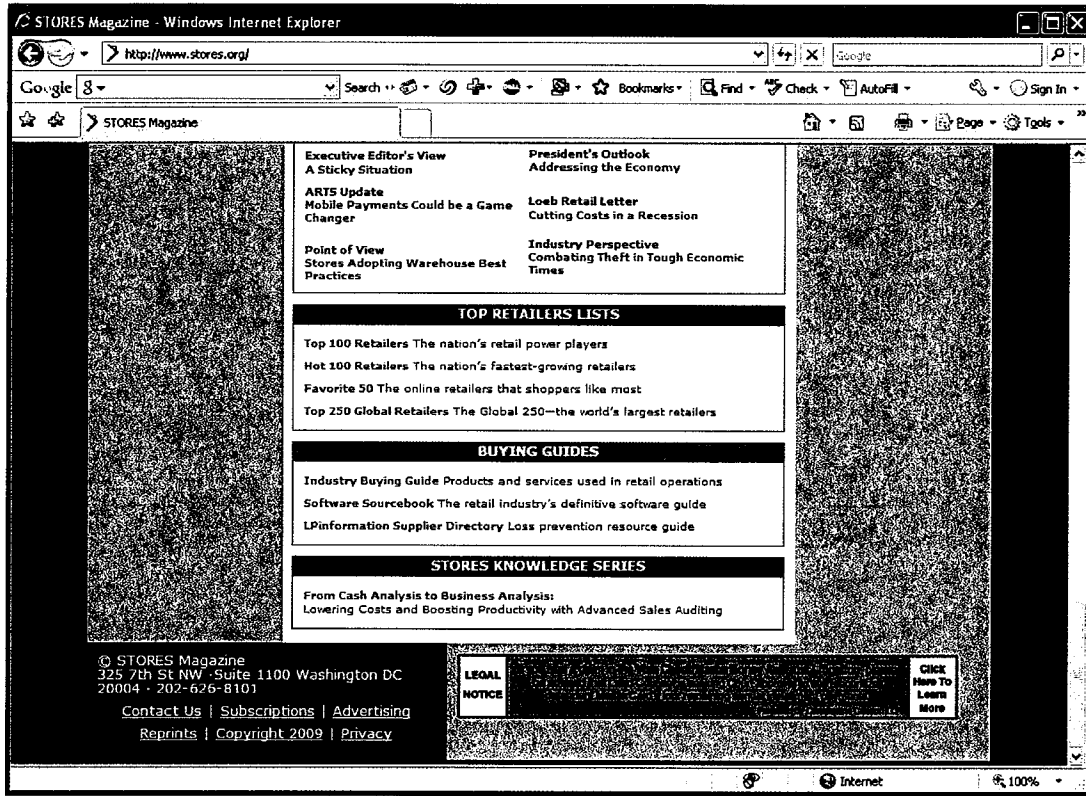 STORES Magazine - Windows Internet Explorer
http://www.stores.org/
Google
Google
Search
Bookmarks
Find
Check
AutoFill
Sign In
STORES Magazine
Page
Tools
Executive Editor's View
A Sticky Situation
ARTS Update
Mobile Payments Could be a Game
Changer
Point of View
Stores Adopting Warehouse Best
Practices
President's Outlook
Addressing the Economy
Loeb Retail Letter
Cutting Costs in a Recession
Industry Perspective
Combating Theft in Tough Economic
Times
TOP RETAILERS LISTS
Top 100 Retailers The nation's retail power players
Hot 100 Retailers The nation's fastest-growing retailers
Favorite 50 The online retailers that shoppers like most
Top 250 Global Retailers The Global 250—the world's largest retailers
BUYING GUIDES
Industry Buying Guide Products and services used in retail operations
Software Sourcebook The retail industry's definitive software guide
LPinformation Supplier Directory Loss prevention resource guide
STORES KNOWLEDGE SERIES
From Cash Analysis to Business Analysis:
Lowering Costs and Boosting Productivity with Advanced Sales Auditing
© STORES Magazine
325 7th St NW · Suite 1100 Washington DC
20004 · 202-626-8101
Contact Us | Subscriptions | Advertising
Reprints | Copyright 2009 | Privacy
LEGAL
NOTICE
Click
Here To
Learn
More
Internet
100%